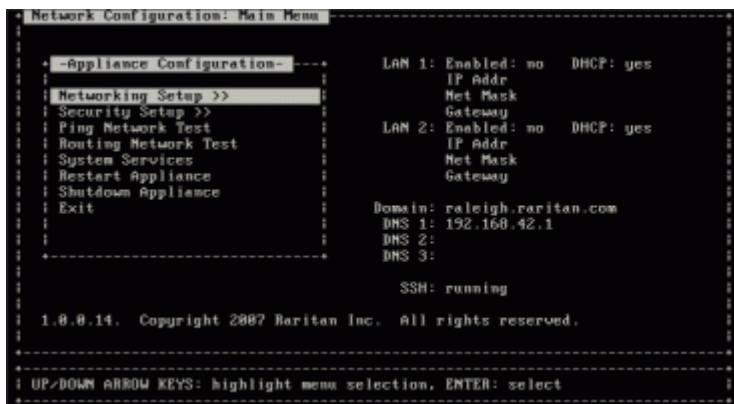 Network Configuration: Main Menu
-Appliance Configuration-
Networking Setup >>
Security Setup >>
Ping Network Test
Routing Network Test
System Services
Restart Appliance
Shutdown Appliance
Exit
LAN 1: Enabled: no DHCP: yes
IP Addr
Net Mask
Gateway
LAN 2: Enabled: no DHCP: yes
IP Addr
Net Mask
Gateway
Domain: raleigh.raritan.com
DNS 1: 192.168.42.1
DNS 2:
DNS 3:
SSH: running
1.0.0.14. Copyright 2007 Raritan Inc. All rights reserved.
UP/DOWN ARROW KEYS: highlight menu selection, ENTER: select